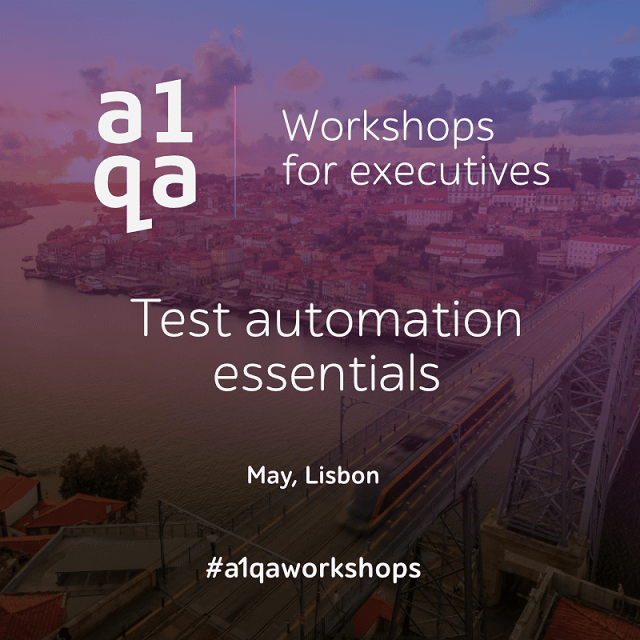 a1
qa
Workshops
for executives
Test automation
essentials
May, Lisbon
#a1qaworkshops